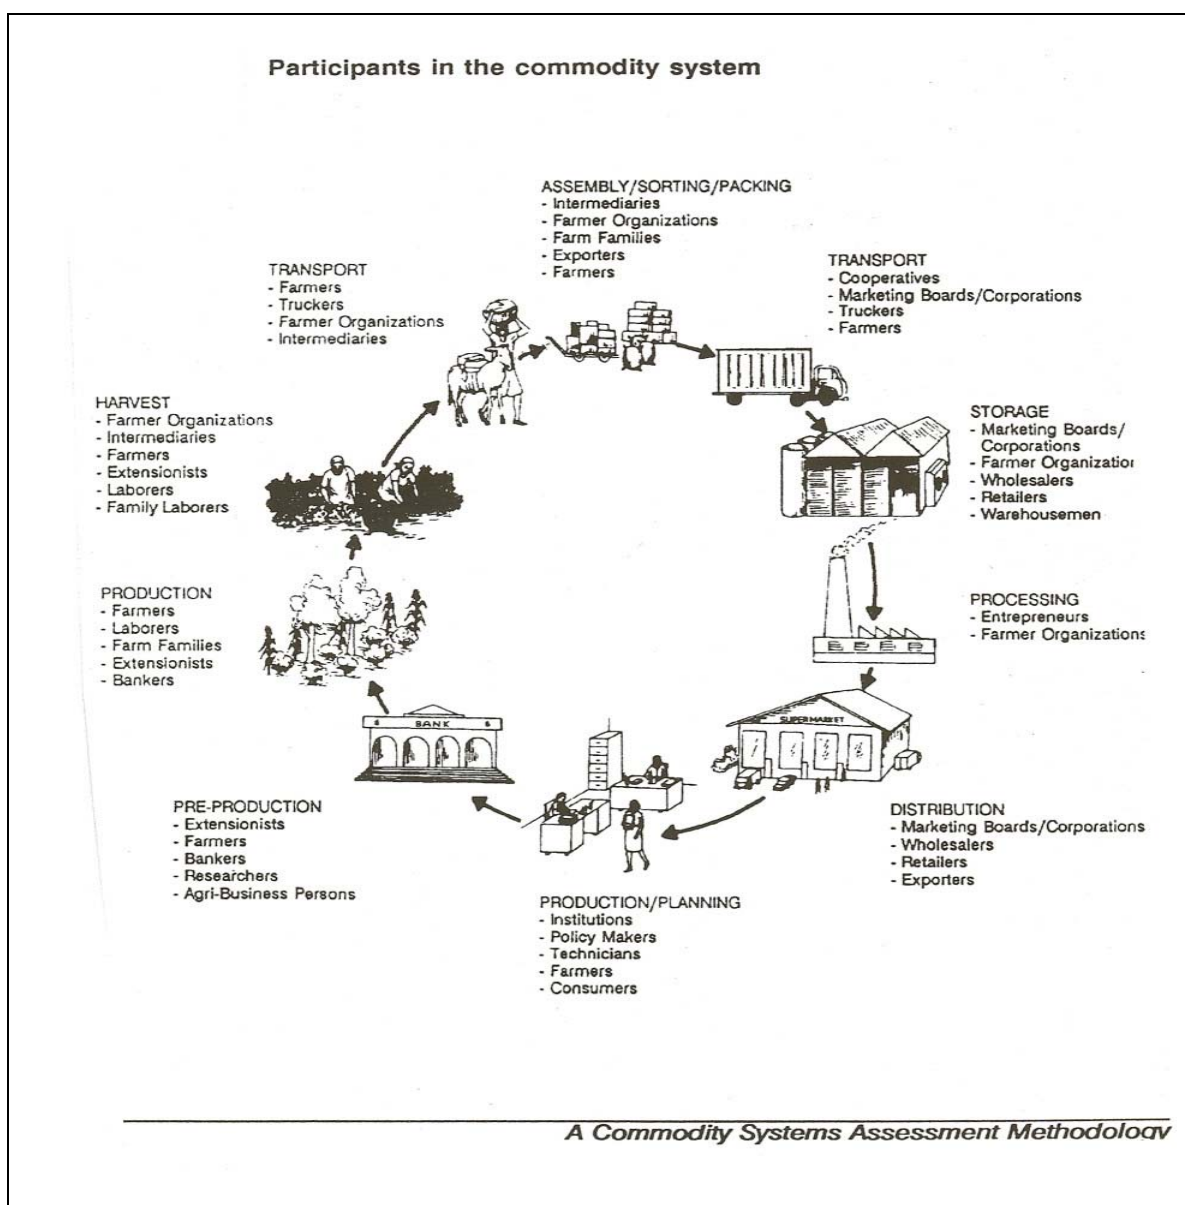 Participants in the commodity system
ASSEMBLY/SORTING/PACKING
- Intermediaries
- Farmer Organizations
- Farm Families
- Exporters
- Farmers
TRANSPORT
- Farmers
- Truckers
- Farmer Organizations
- Intermediaries
TRANSPORT
- Cooperatives
- Marketing Boards/Corporations
- Truckers
- Farmers
HARVEST
- Farmer Organizations
- Intermediaries
- Farmers
- Extensionists
- Laborers
- Family Laborers
STORAGE
- Marketing Boards/
Corporations
- Farmer Organization
- Wholesalers
- Retailers
- Warehousemen
PRODUCTION
- Farmers
- Laborers
- Farm Families
- Extensionists
- Bankers
PROCESSING
- Entrepreneurs
- Farmer Organizations
BANK
SUPERMARKET
PRE-PRODUCTION
- Extensionists
- Farmers
- Bankers
- Researchers
- Agri-Business Persons
DISTRIBUTION
- Marketing Boards/Corporations
- Wholesalers
- Retailers
- Exporters
PRODUCTION/PLANNING
- Institutions
- Policy Makers
- Technicians
- Farmers
- Consumers
A Commodity Systems Assessment Methodology